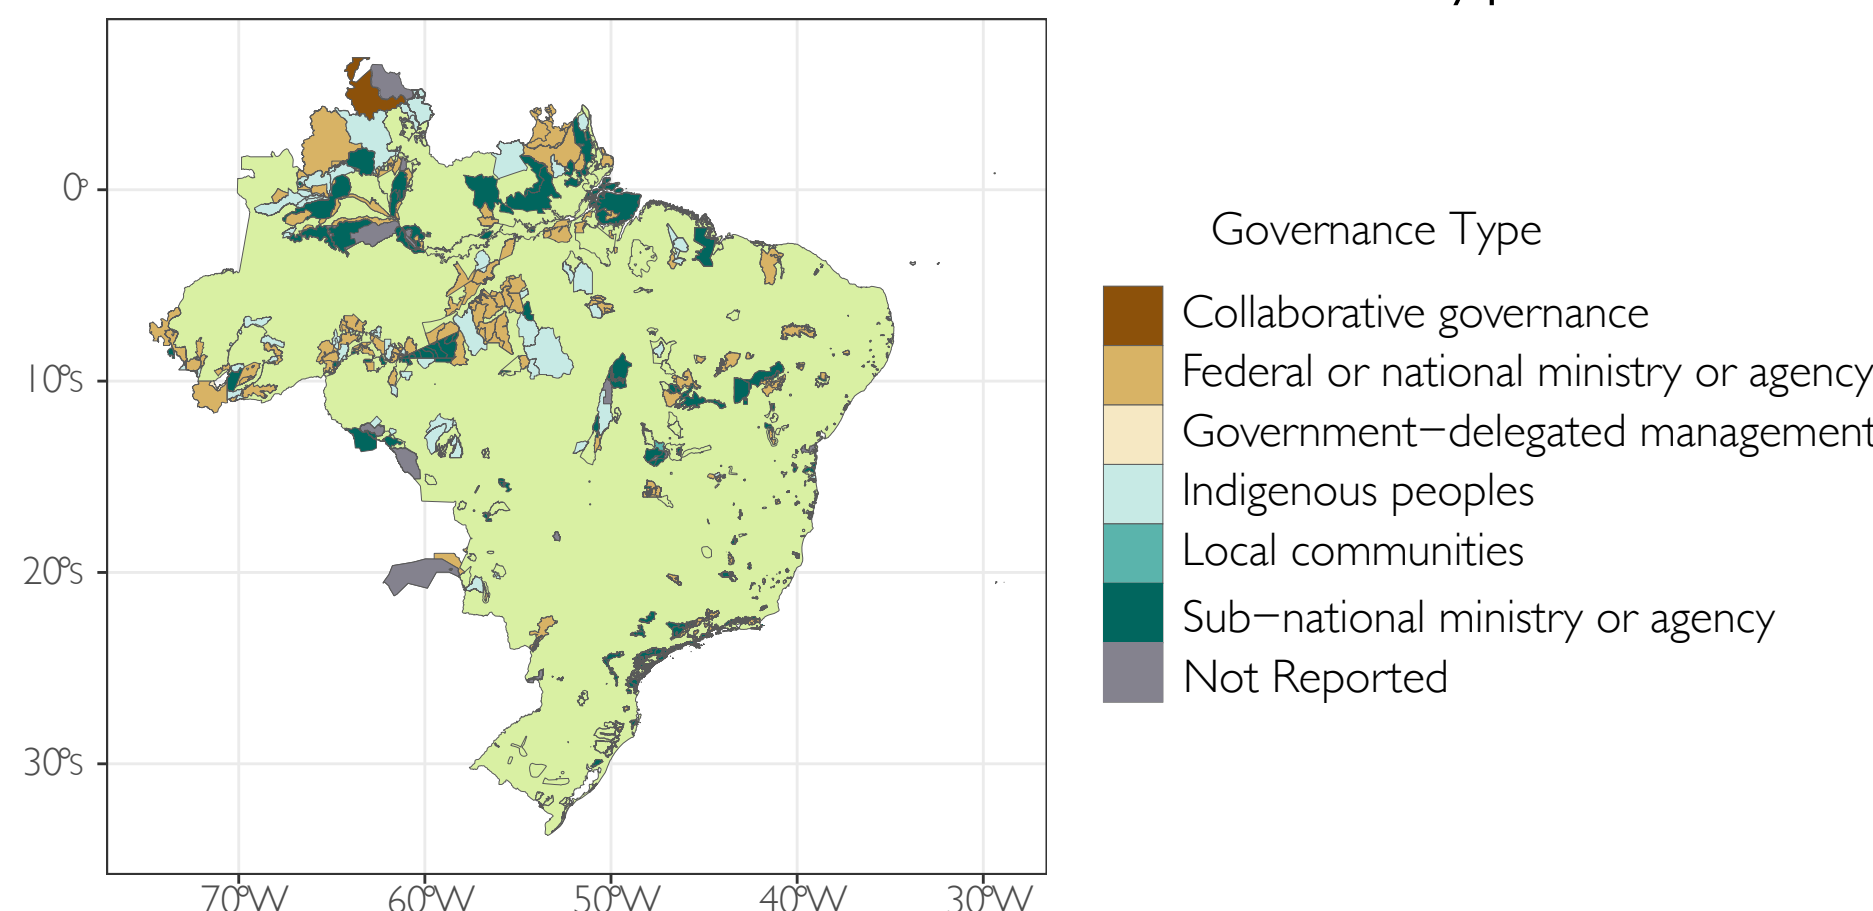 Governance Type
Collaborative governance
Federal or national ministry or agency
Government−delegated management
Indigenous peoples
Local communities
Sub−national ministry or agency
Not Reported
0°
10°S
20°S
30°S
70°W
60°W
50°W
40°W
30°W